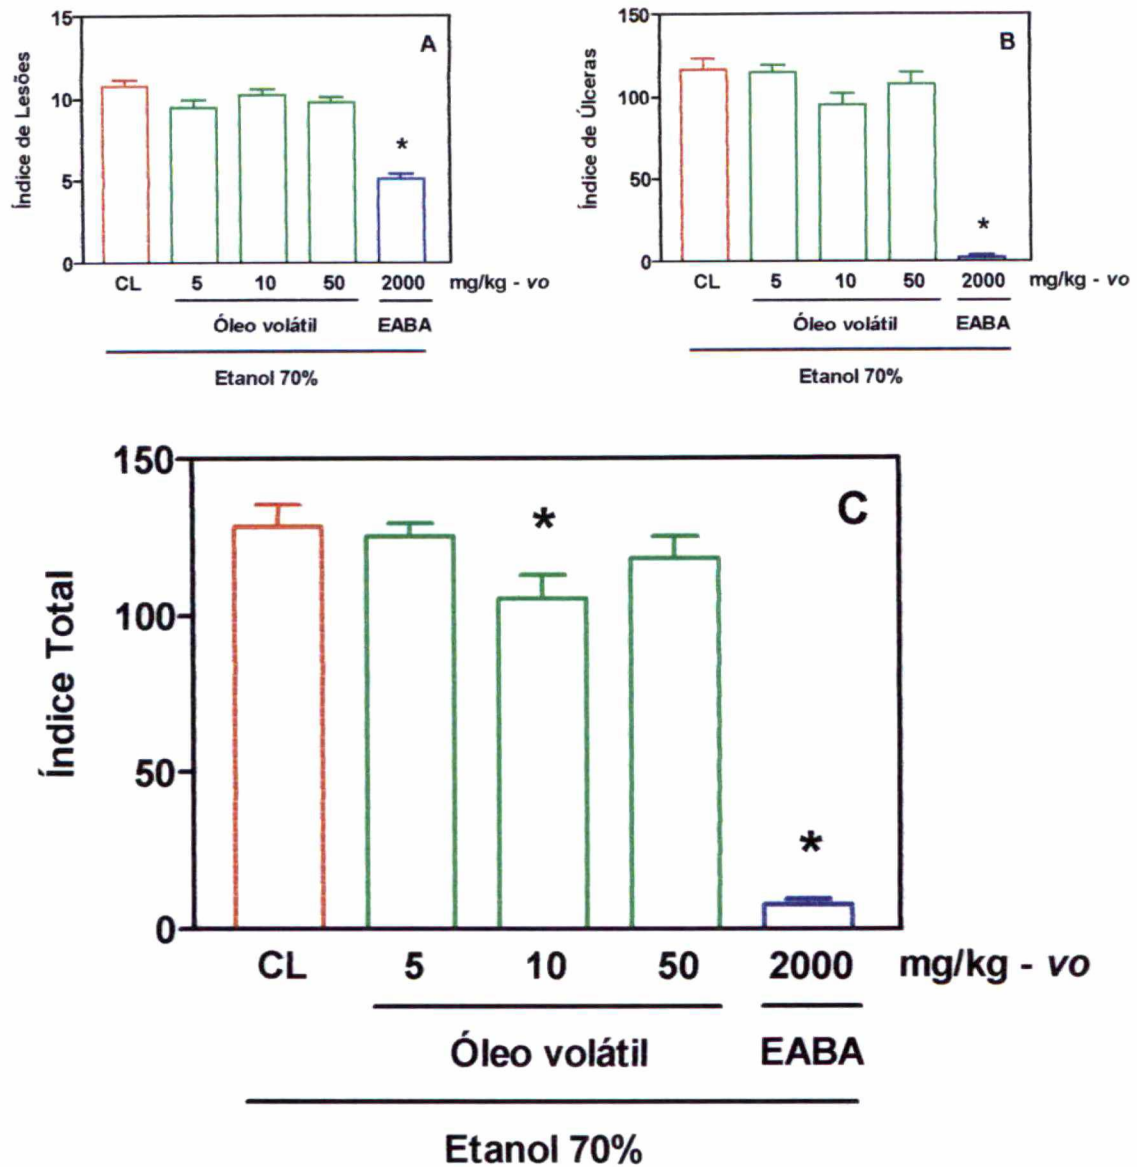 15
10
5
0
Índice de Lesões
A
*
CL 5 10 50 2000 mg/kg - vo
Óleo volátil EABA
Etanol 70%
150
100
50
0
Índice de Úlceras
B
*
CL 5 10 50 2000 mg/kg - vo
Óleo volátil EABA
Etanol 70%
150
100
50
0
Índice Total
C
*
*
CL 5 10 50 2000 mg/kg - vo
Óleo volátil EABA
Etanol 70%